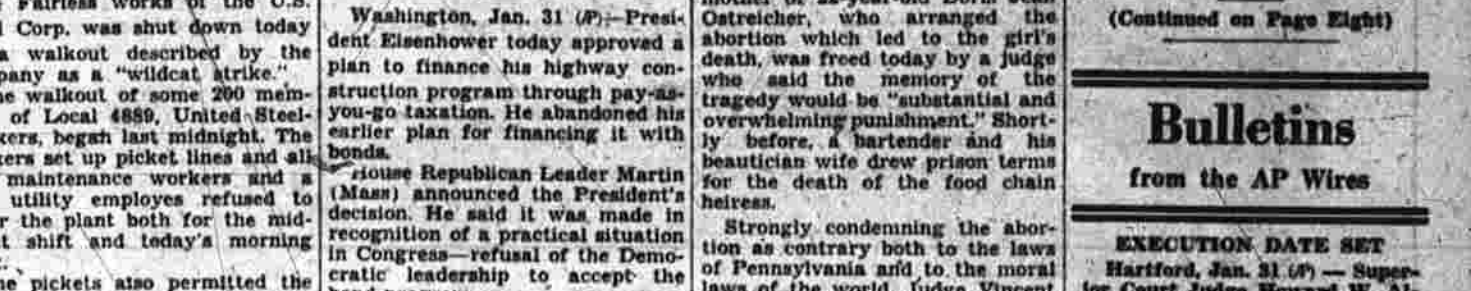 Fairless works of the U.S.
Corp. was shut down today
a walkout described by the
pany as a "wildcat strike."
e walkout of some 200 mem-
of Local 4889, United Steel-
kers, began last midnight. The
kers set up picket lines and all
maintenance workers and a
utility employes refused to
r the plant both for the mid-
t shift and today's morning
e pickets also permitted the
Washington, Jan. 31 (AP)—Presi-
dent Eisenhower today approved a
plan to finance his highway con-
struction program through pay-as-
you-go taxation. He abandoned his
earlier plan for financing it with
bonds.
House Republican Leader Martin
(Mass) announced the President's
decision. He said it was made in
recognition of a practical situation
in Congress—refusal of the Demo-
cratic leadership to accept the
mother of 22-year-old
Ostreicher, who arranged the
abortion which led to the girl's
death, was freed today by a judge
who said the memory of the
tragedy would be "substantial and
overwhelming punishment." Short-
ly before, a bartender and his
beautician wife drew prison terms
for the death of the food chain
heiress.
Strongly condemning the abor-
tion as contrary both to the laws
of Pennsylvania and to the moral
laws of the world, Judge Vincent
(Continued on Page Eight)
Bulletins
from the AP Wires
EXECUTION DATE SET
Hartford, Jan. 31 (AP) — Super-
ior Court Judge Howard W. Al-